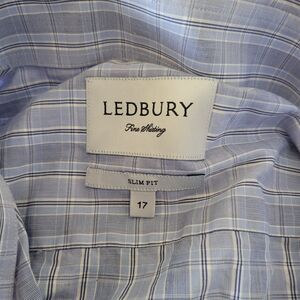 LEDBURY
Fine Shirting
SLIM FIT
17